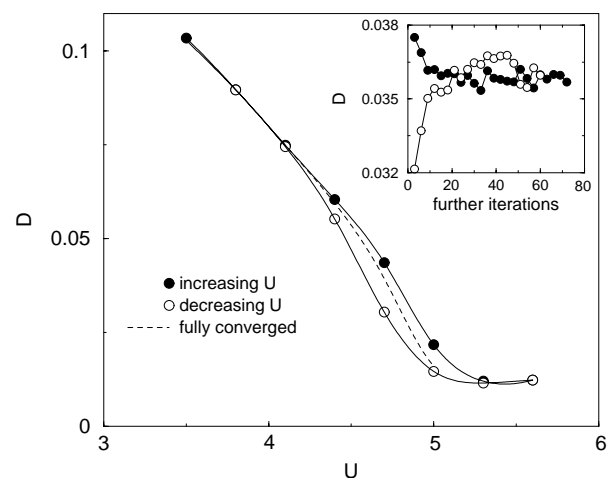 0.1
0.05
0
D
3
4
5
6
U
increasing U
decreasing U
fully converged
0.038
0.035
0.032
D
0
20
40
60
80
further iterations